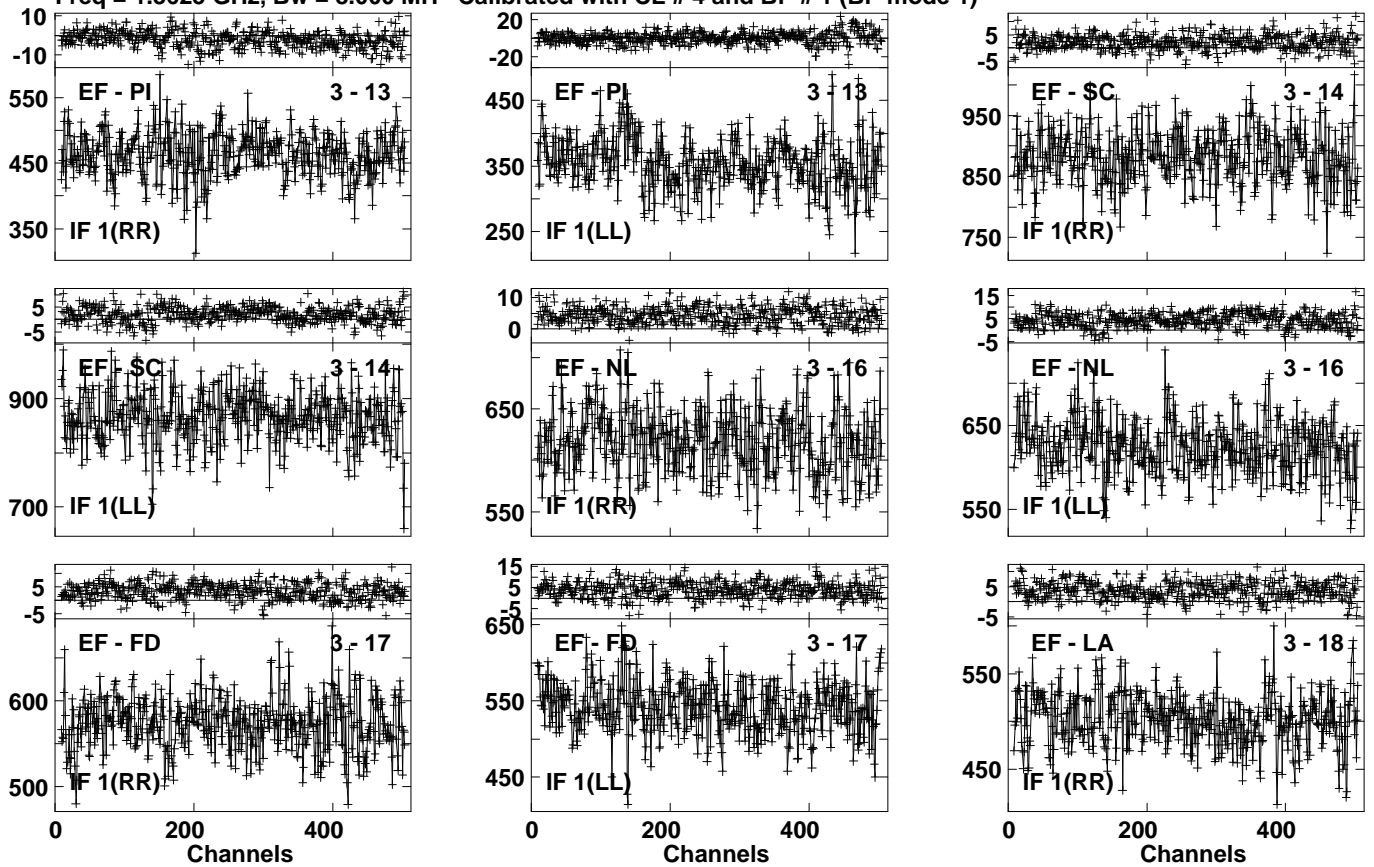 Calibrated with CL # 4 and BP # 1 (BP mode 1)
10
-10
550
450
350
EF - PI 3 - 13
IF 1(RR)
20
0
-20
450
350
250
EF - PI 3 - 13
IF 1(LL)
5
-5
950
850
750
EF - SC 3 - 14
IF 1(RR)
5
-5
900
700
EF - SC 3 - 14
IF 1(LL)
10
0
650
550
EF - NL 3 - 16
IF 1(RR)
15
5
-5
650
550
EF - NL 3 - 16
IF 1(LL)
5
-5
600
500
EF - FD 3 - 17
IF 1(RR)
0 200 400
Channels
15
5
-5
650
550
450
EF - FD 3 - 17
IF 1(LL)
0 200 400
Channels
5
-5
550
450
EF - LA 3 - 18
IF 1(RR)
0 200 400
Channels